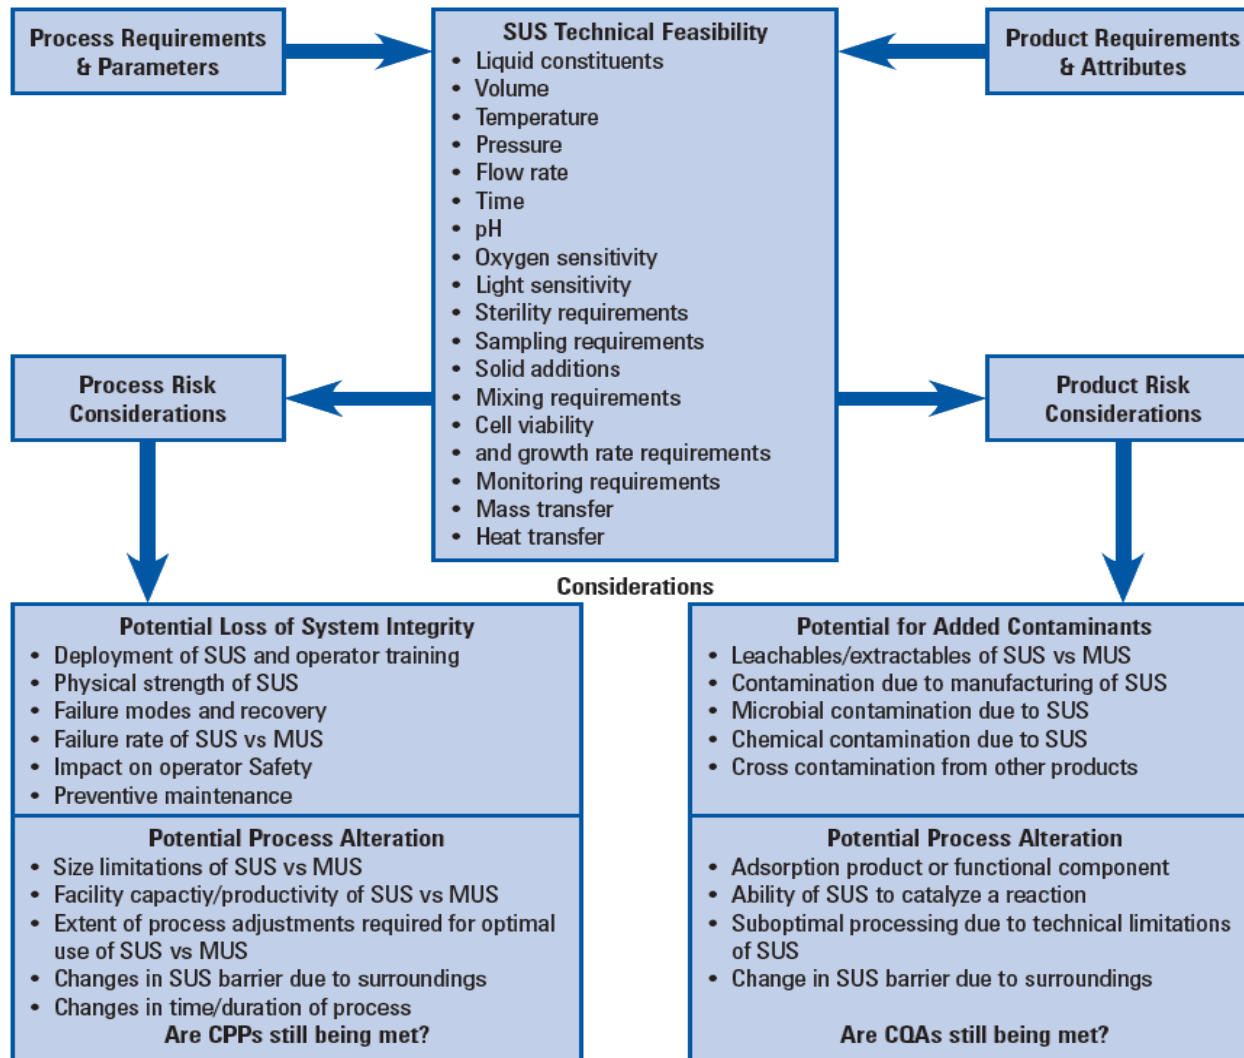 Process Requirements
& Parameters
SUS Technical Feasibility
• Liquid constituents
• Volume
• Temperature
• Pressure
• Flow rate
• Time
• pH
• Oxygen sensitivity
• Light sensitivity
• Sterility requirements
• Sampling requirements
• Solid additions
• Mixing requirements
• Cell viability
• and growth rate requirements
• Monitoring requirements
• Mass transfer
• Heat transfer
Product Requirements
& Attributes
Process Risk
Considerations
Product Risk
Considerations
Considerations
Potential Loss of System Integrity
• Deployment of SUS and operator training
• Physical strength of SUS
• Failure modes and recovery
• Failure rate of SUS vs MUS
• Impact on operator Safety
• Preventive maintenance
Potential Process Alteration
• Size limitations of SUS vs MUS
• Facility capactiy/productivity of SUS vs MUS
• Extent of process adjustments required for optimal
use of SUS vs MUS
• Changes in SUS barrier due to surroundings
• Changes in time/duration of process
Are CPPs still being met?
Potential for Added Contaminants
• Leachables/extractables of SUS vs MUS
• Contamination due to manufacturing of SUS
• Microbial contamination due to SUS
• Chemical contamination due to SUS
• Cross contamination from other products
Potential Process Alteration
• Adsorption product or functional component
• Ability of SUS to catalyze a reaction
• Suboptimal processing due to technical limitations
of SUS
• Change in SUS barrier due to surroundings
Are CQAs still being met?